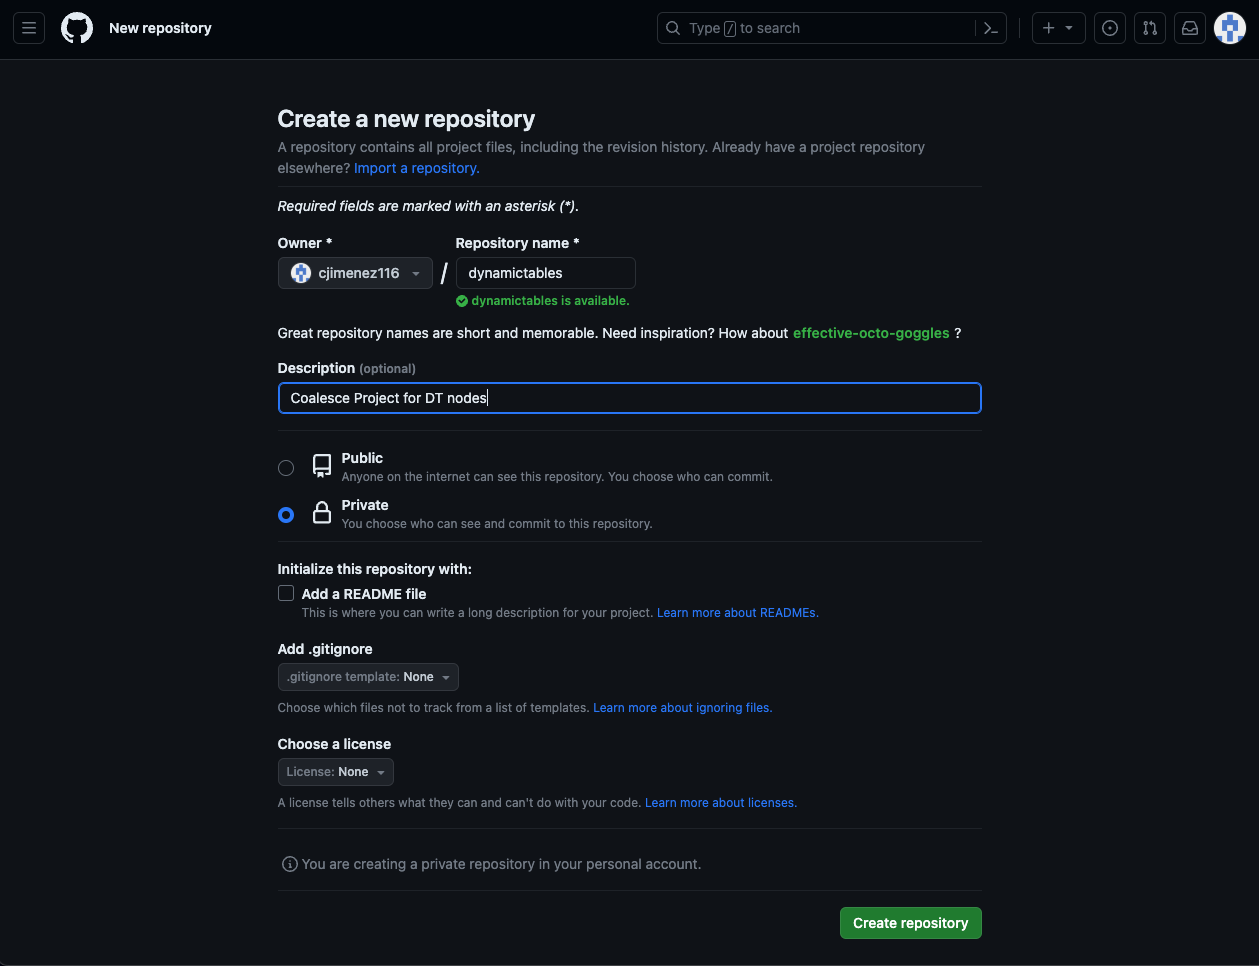 New repository
Type / to search
Create a new repository
A repository contains all project files, including the revision history. Already have a project repository
elsewhere? Import a repository.
Required fields are marked with an asterisk (*).
Owner *
Repository name *
cjimenez116
/
dynamictables
dynamictables is available.
Great repository names are short and memorable. Need inspiration? How about effective-octo-goggles ?
Description (optional)
Coalesce Project for DT nodes
Public
Anyone on the internet can see this repository. You choose who can commit.
Private
You choose who can see and commit to this repository.
Initialize this repository with:
Add a README file
This is where you can write a long description for your project. Learn more about READMEs.
Add .gitignore
.gitignore template: None
Choose which files not to track from a list of templates. Learn more about ignoring files.
Choose a license
License: None
A license tells others what they can and can't do with your code. Learn more about licenses.
You are creating a private repository in your personal account.
Create repository